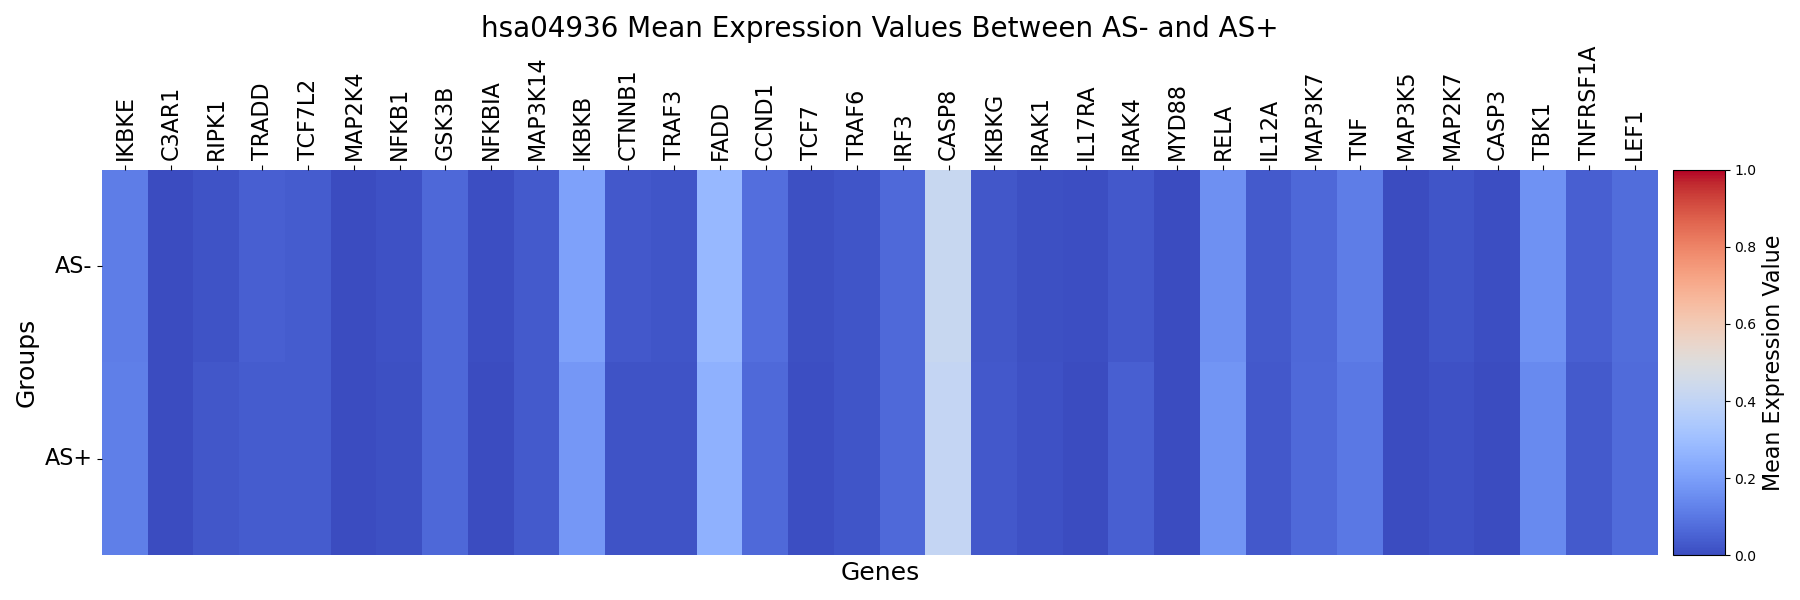 hsa04936 Mean Expression Values Between AS- and AS+
IKBKE
C3AR1
RIPK1
TRADD
TCF7L2
MAP2K4
NFKB1
GSK3B
NFKBIA
MAP3K14
IKBKB
CTNNB1
TRAF3
FADD
CCND1
TCF7
TRAF6
IRF3
CASP8
IKBKG
IRAK1
IL17RA
IRAK4
MYD88
RELA
IL12A
MAP3K7
TNF
MAP3K5
MAP2K7
CASP3
TBK1
TNFRSF1A
LEF1
Groups
AS-
AS+
Genes
1.0
0.8
0.6
0.4
0.2
0.0
Mean Expression Value